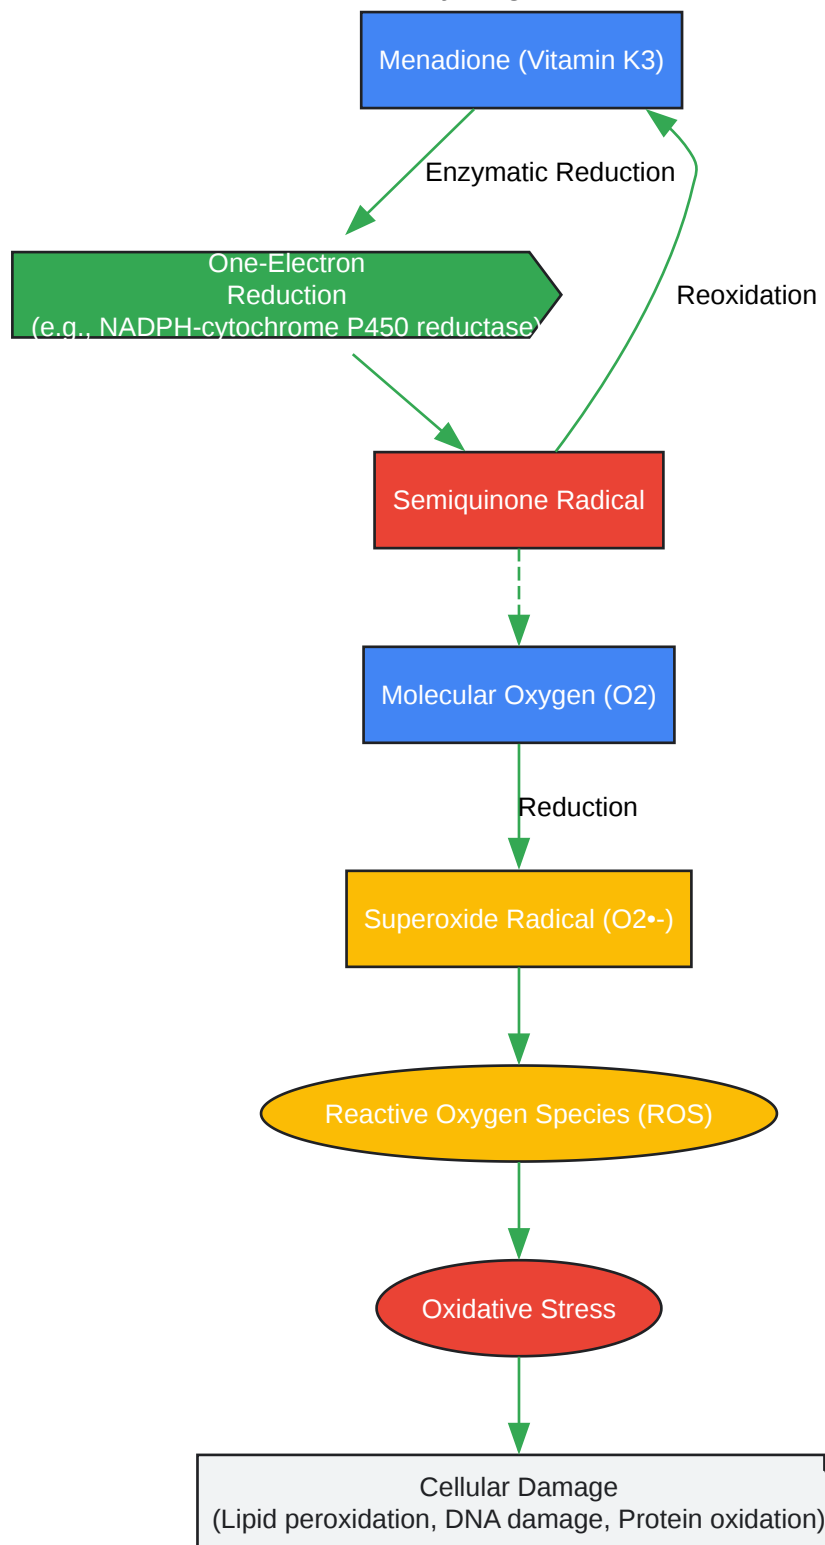 Menadione (Vitamin K3)
Enzymatic Reduction
One-Electron
Reduction
(e.g., NADPH-cytochrome P450 reductase)
Reoxidation
Semiquinone Radical
Molecular Oxygen (O2)
Reduction
Superoxide Radical (O2•-)
Reactive Oxygen Species (ROS)
Oxidative Stress
Cellular Damage
(Lipid peroxidation, DNA damage, Protein oxidation)